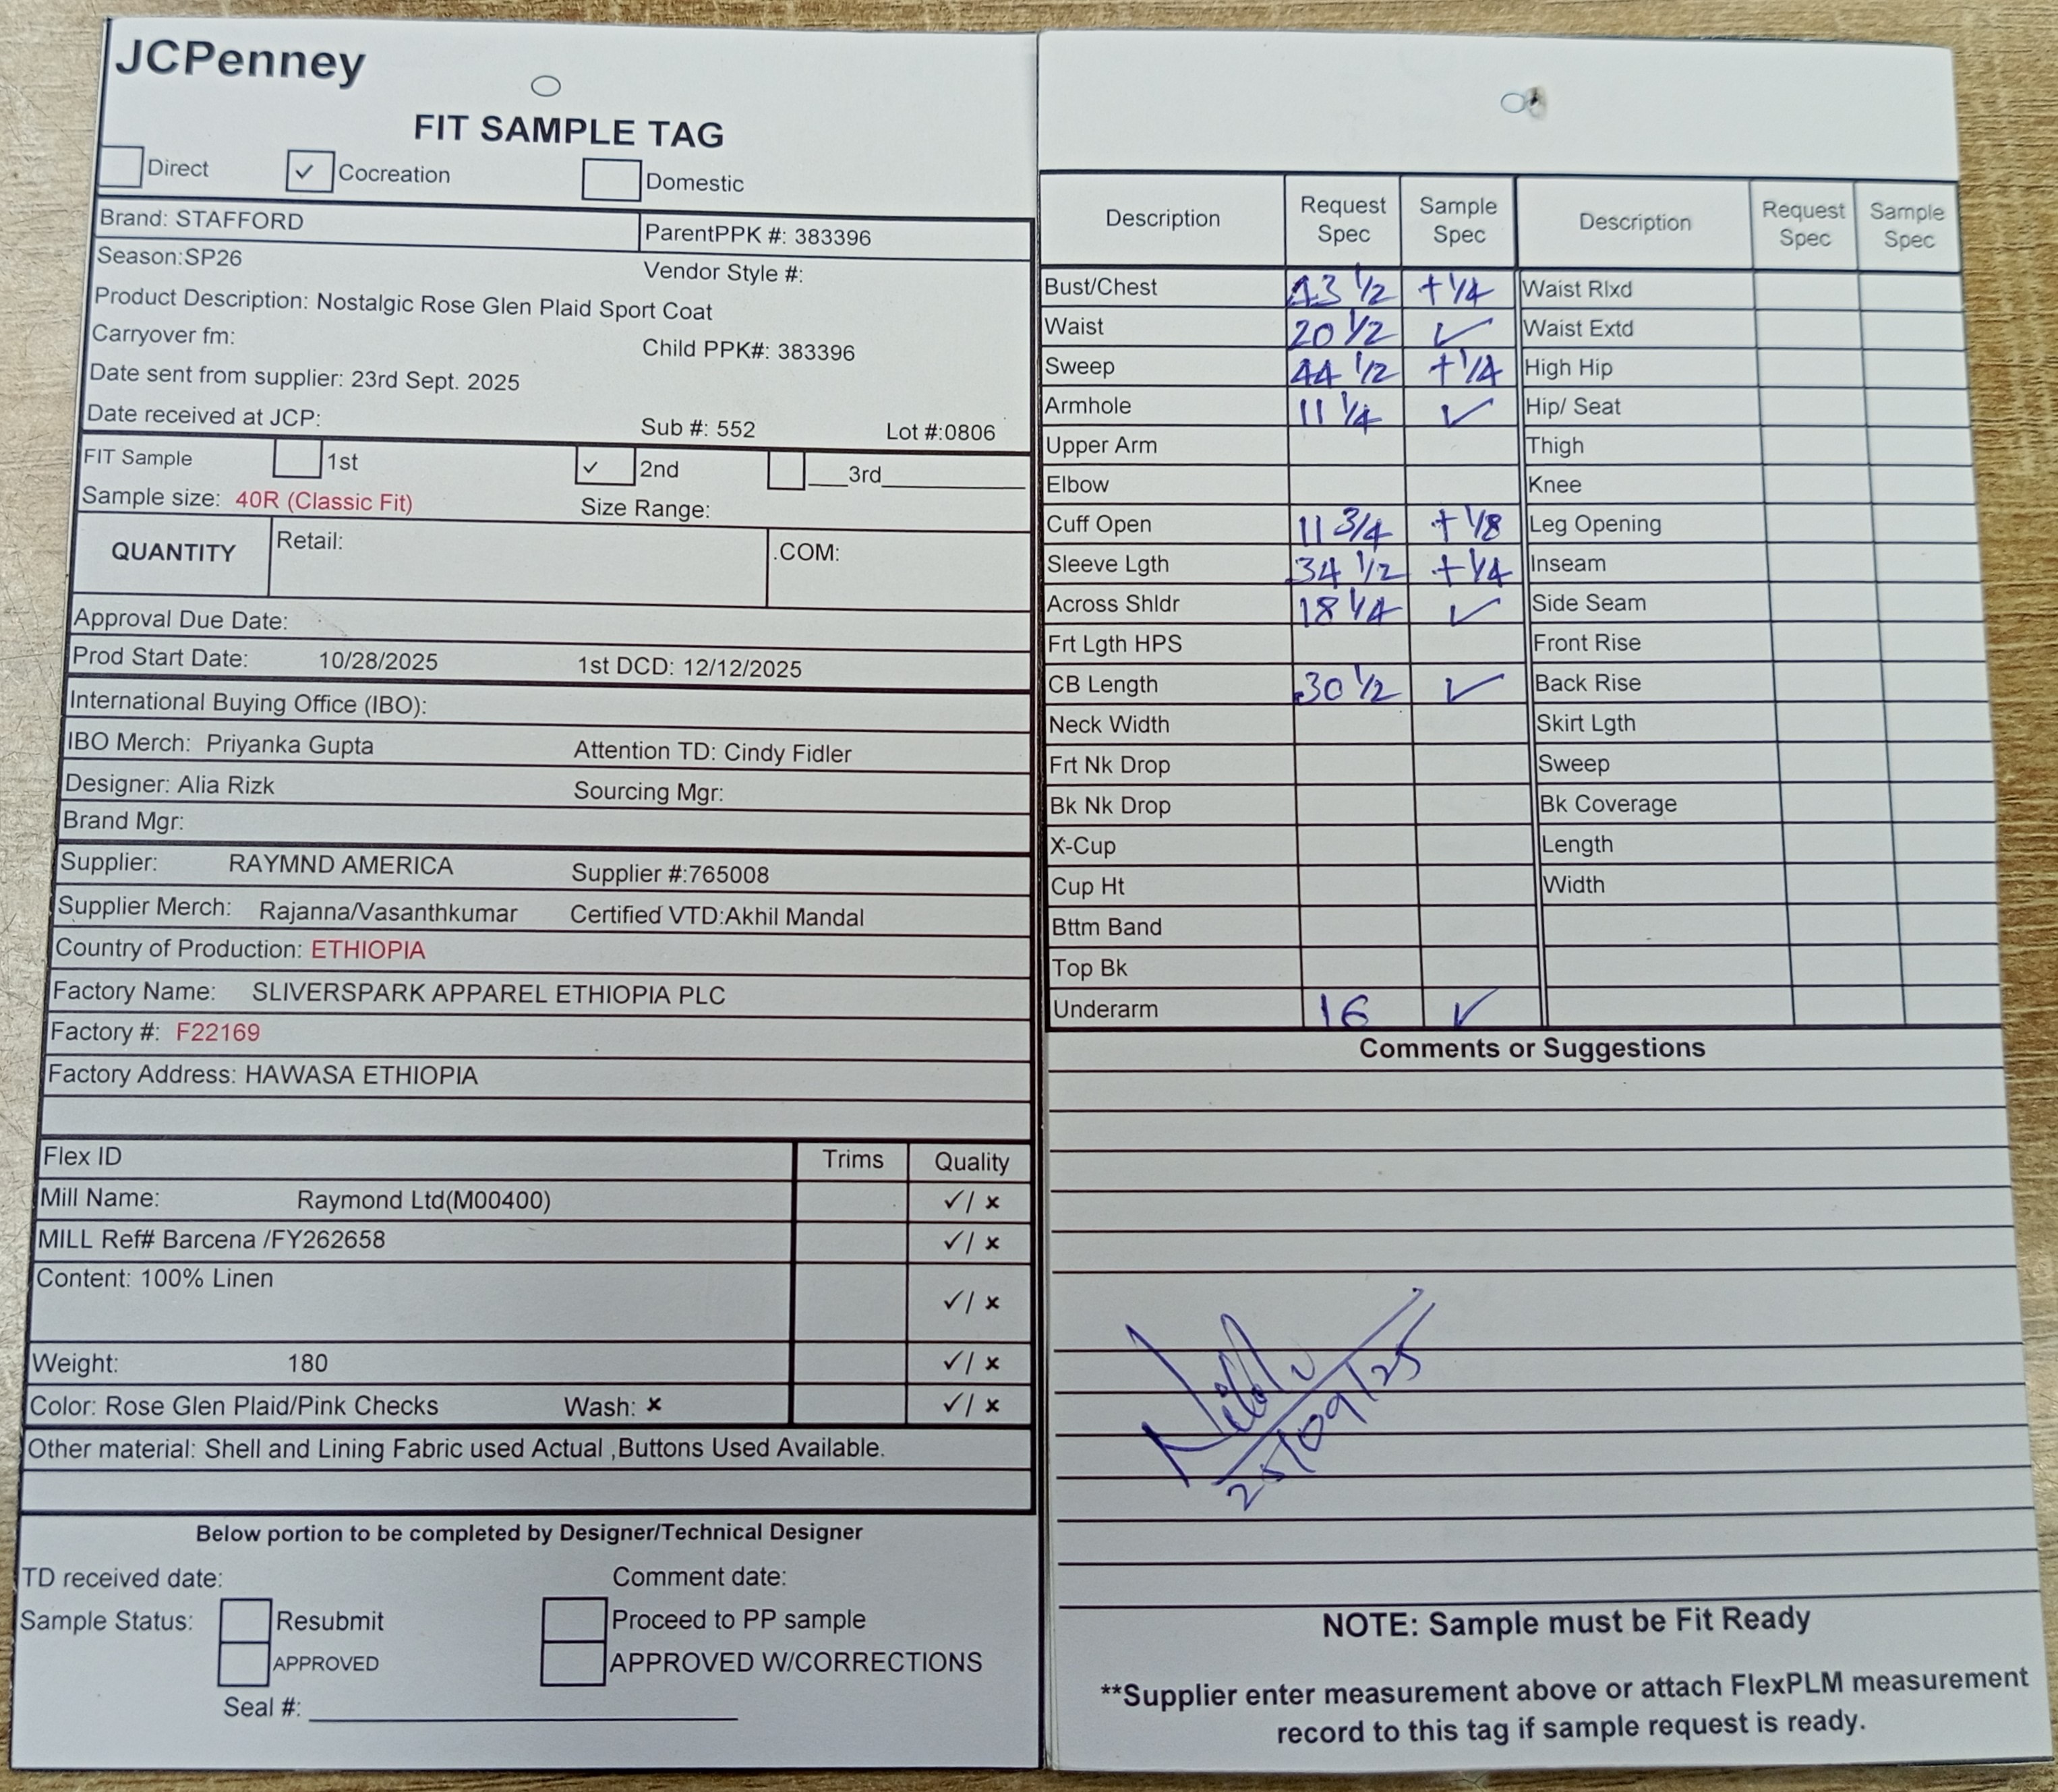 JCPenney
FIT SAMPLE TAG
Direct ✓ Cocreation Domestic
Brand: STAFFORD ParentPPK #: 383396
Season:SP26 Vendor Style #:
Product Description: Nostalgic Rose Glen Plaid Sport Coat
Carryover fm: Child PPK#: 383396
Date sent from supplier: 23rd Sept. 2025
Date received at JCP: Sub #: 552 Lot #:0806
FIT Sample 1st ✓ 2nd ___3rd___
Sample size: 40R (Classic Fit) Size Range:
QUANTITY Retail: .COM:
Approval Due Date:
Prod Start Date: 10/28/2025 1st DCD: 12/12/2025
International Buying Office (IBO):
IBO Merch: Priyanka Gupta Attention TD: Cindy Fidler
Designer: Alia Rizk Sourcing Mgr:
Brand Mgr:
Supplier: RAYMND AMERICA Supplier #:765008
Supplier Merch: Rajanna/Vasanthkumar Certified VTD:Akhil Mandal
Country of Production: ETHIOPIA
Factory Name: SLIVERSPARK APPAREL ETHIOPIA PLC
Factory #: F22169
Factory Address: HAWASA ETHIOPIA
Flex ID Trims Quality
Mill Name: Raymond Ltd(M00400) ✓/ ×
MILL Ref# Barcena /FY262658 ✓/ ×
Content: 100% Linen ✓/ ×
Weight: 180 ✓/ ×
Color: Rose Glen Plaid/Pink Checks Wash: × ✓/ ×
Other material: Shell and Lining Fabric used Actual ,Buttons Used Available.
Below portion to be completed by Designer/Technical Designer
TD received date: Comment date:
Sample Status: Resubmit Proceed to PP sample
APPROVED APPROVED W/CORRECTIONS
Seal #:
Description Request Spec Sample Spec Description Request Spec Sample Spec
Bust/Chest 43 1/2 +1/4 Waist Rlxd
Waist 20 1/2 ✓ Waist Extd
Sweep 44 1/2 +1/4 High Hip
Armhole 11 1/4 ✓ Hip/ Seat
Upper Arm Thigh
Elbow Knee
Cuff Open 11 3/4 +1/8 Leg Opening
Sleeve Lgth 34 1/2 +1/4 Inseam
Across Shldr 18 1/4 ✓ Side Seam
Frt Lgth HPS Front Rise
CB Length 30 1/2 ✓ Back Rise
Neck Width Skirt Lgth
Frt Nk Drop Sweep
Bk Nk Drop Bk Coverage
X-Cup Length
Cup Ht Width
Bttm Band
Top Bk
Underarm 16 ✓
Comments or Suggestions
25/09/25
NOTE: Sample must be Fit Ready
**Supplier enter measurement above or attach FlexPLM measurement
record to this tag if sample request is ready.